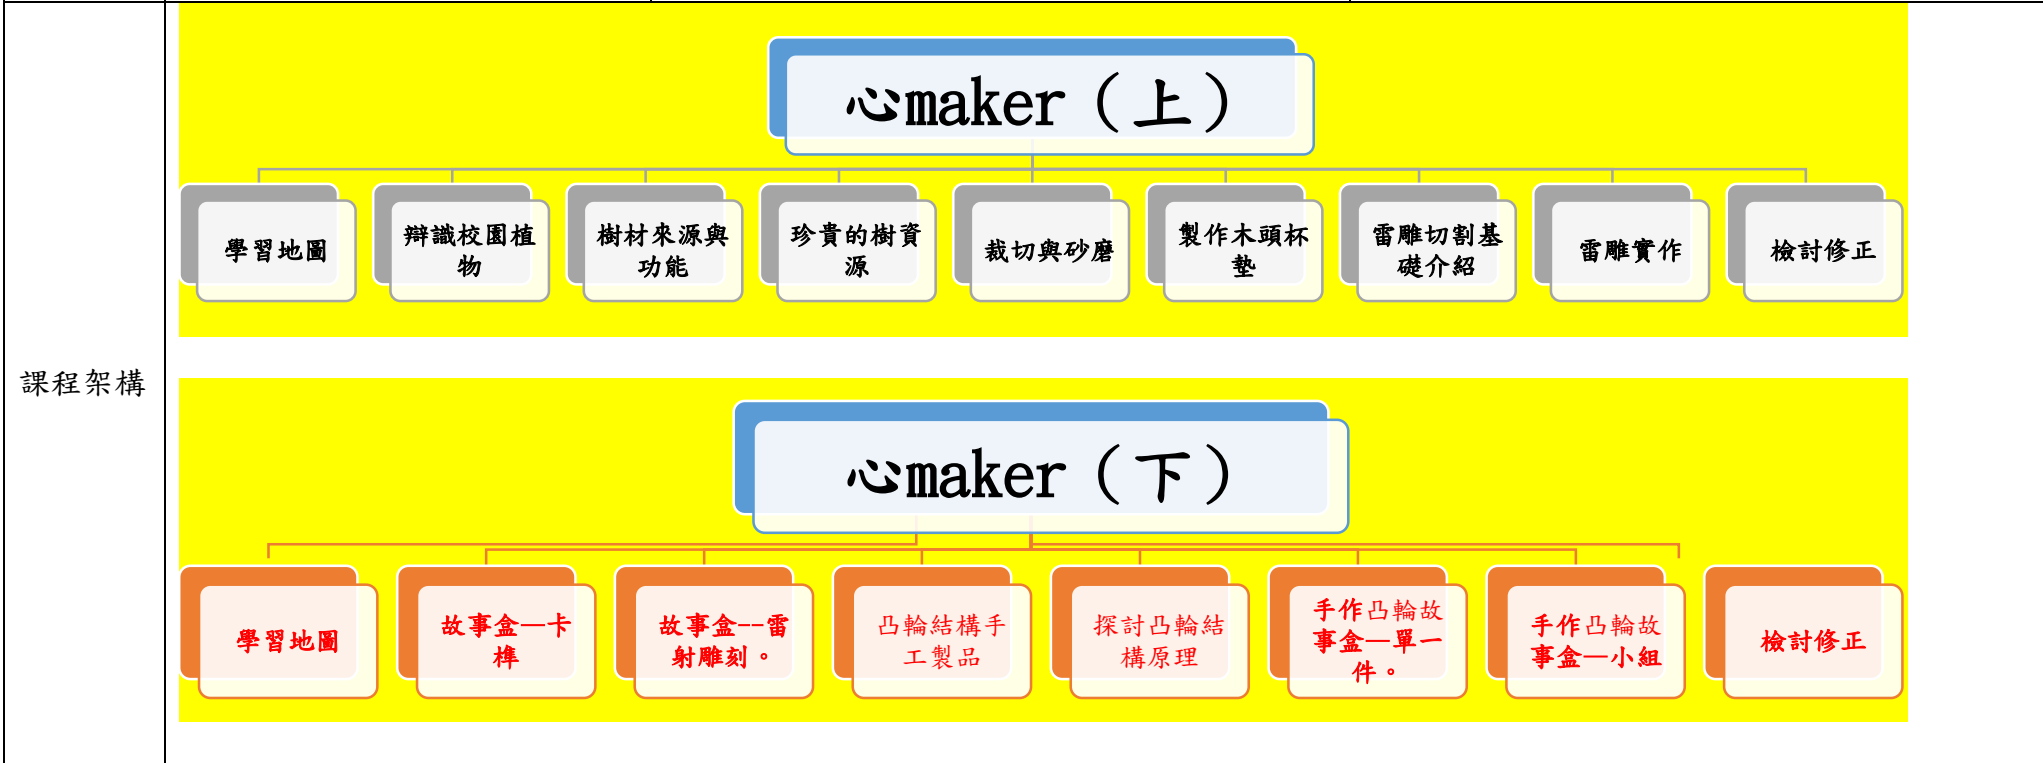 課程架構
心maker（上）
學習地圖
辯識校園植
物
樹材來源與
功能
珍貴的樹資
源
裁切與砂磨
製作木頭杯
墊
雷雕切割基
礎介紹
雷雕實作
檢討修正
心maker（下）
學習地圖
故事盒—卡
榫
故事盒--雷
射雕刻。
凸輪結構手
工製品
探討凸輪結
構原理
手作凸輪故
事盒—單一
件。
手作凸輪故
事盒—小組
檢討修正